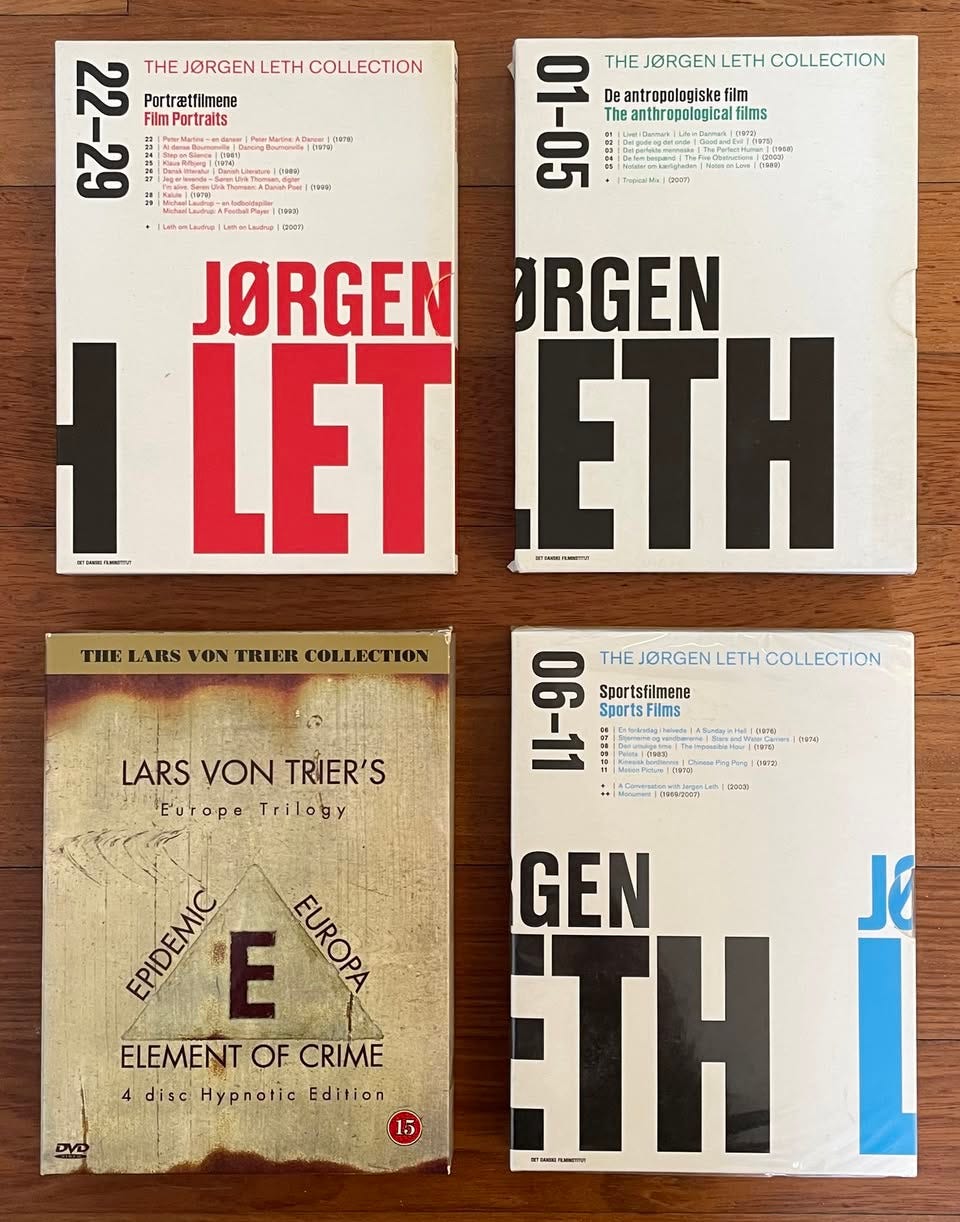 22–29
THE JØRGEN LETH COLLECTION
Portrætfilmene
Film Portraits
22 | Peter Martins – en danser | Peter Martins: A Dancer | (1978)
23 | At danse Bournonville | Dancing Bournonville | (1979)
24 | Step on Silence | (1981)
25 | Klaus Rifbjerg | (1974)
26 | Dansk litteratur | Danish Literature | (1989)
27 | Jeg er levende – Søren Ulrik Thomsen, digter
I'm alive. Søren Ulrik Thomsen: A Danish Poet | (1999)
28 | Kalule | (1979)
29 | Michael Laudrup – en fodboldspiller
Michael Laudrup: A Football Player | (1993)
+ | Leth om Laudrup | Leth on Laudrup | (2007)
JØRGEN
H LET
DET DANSKE FILMINSTITUT
01–05
THE JØRGEN LETH COLLECTION
De antropologiske film
The anthropological films
01 | Livet i Danmark | Life in Danmark | (1972)
02 | Det gode og det onde | Good and Evil | (1975)
03 | Det perfekte menneske | The Perfect Human | (1968)
04 | De fem benspænd | The Five Obstructions | (2003)
05 | Notater om kærligheden | Notes on Love | (1989)
+ | Tropical Mix | (2007)
ØRGEN
LETH
DET DANSKE FILMINSTITUT
THE LARS VON TRIER COLLECTION
LARS VON TRIER'S
Europe Trilogy
EPIDEMIC
EUROPA
E
ELEMENT OF CRIME
4 disc Hypnotic Edition
15
DVD
VIDEO
06–11
THE JØRGEN LETH COLLECTION
Sportsfilmene
Sports Films
06 | En forårsdag i helvede | A Sunday in Hell | (1976)
07 | Stjernerne og vandbærerne | Stars and Water Carriers | (1974)
08 | Den umulige time | The Impossible Hour | (1975)
09 | Pelota | (1983)
10 | Kinesisk bordtennis | Chinese Ping Pong | (1972)
11 | Motion Picture | (1970)
+ | A Conversation with Jørgen Leth | (2003)
++ | Monument | (1969/2007)
GEN JØ
ETH L
DET DANSKE FILMINSTITUT